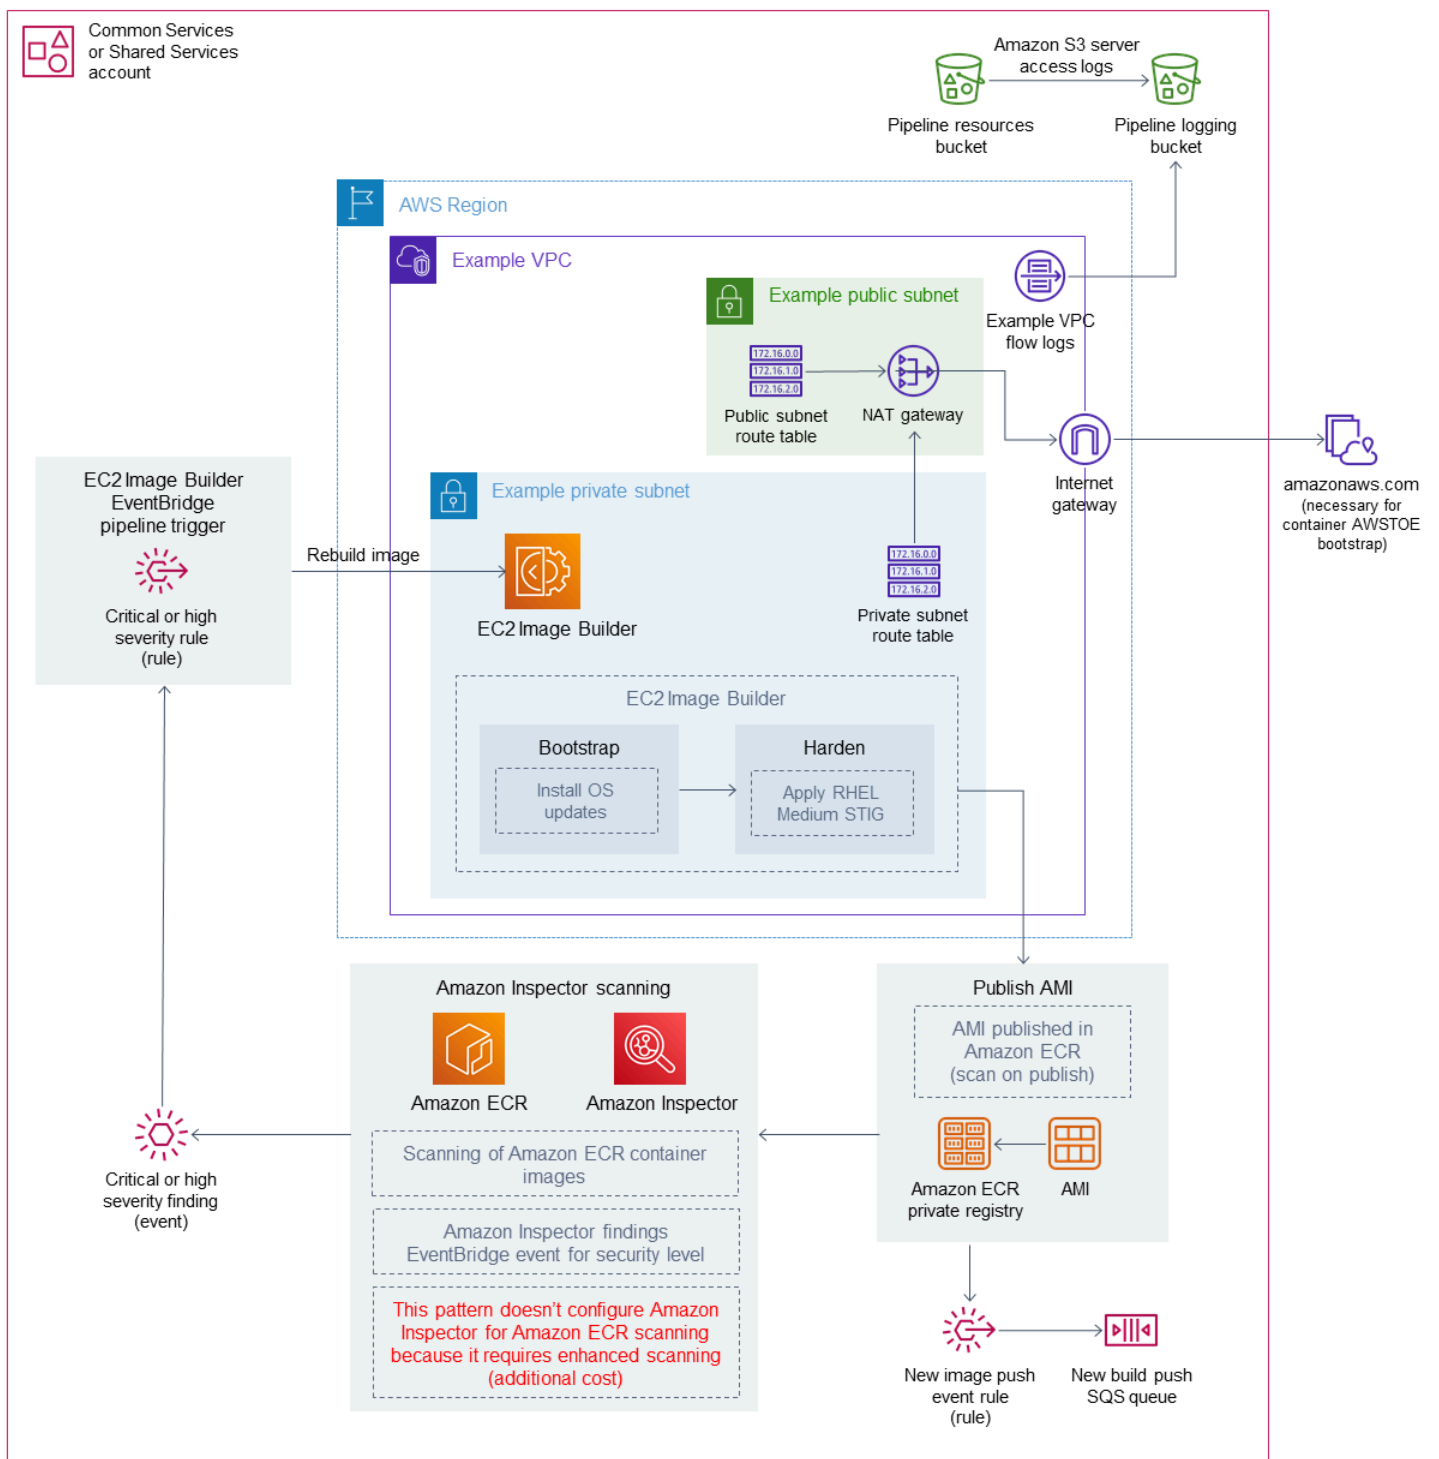 Common Services
or Shared Services
account
Amazon S3 server
access logs
Pipeline resources
bucket
Pipeline logging
bucket
AWS Region
Example VPC
Example public subnet
172.16.0.0
172.16.1.0
172.16.2.0
Public subnet
route table
NAT gateway
Example VPC
flow logs
Internet
gateway
amazonaws.com
(necessary for
container AWSTOE
bootstrap)
EC2 Image Builder
EventBridge
pipeline trigger
Critical or high
severity rule
(rule)
Rebuild image
Example private subnet
EC2 Image Builder
172.16.0.0
172.16.1.0
172.16.2.0
Private subnet
route table
EC2 Image Builder
Bootstrap
Install OS
updates
Harden
Apply RHEL
Medium STIG
Amazon Inspector scanning
Amazon ECR
Amazon Inspector
Scanning of Amazon ECR container
images
Amazon Inspector findings
EventBridge event for security level
This pattern doesn't configure Amazon
Inspector for Amazon ECR scanning
because it requires enhanced scanning
(additional cost)
Critical or high
severity finding
(event)
Publish AMI
AMI published in
Amazon ECR
(scan on publish)
Amazon ECR
private registry
AMI
New image push
event rule
(rule)
New build push
SQS queue